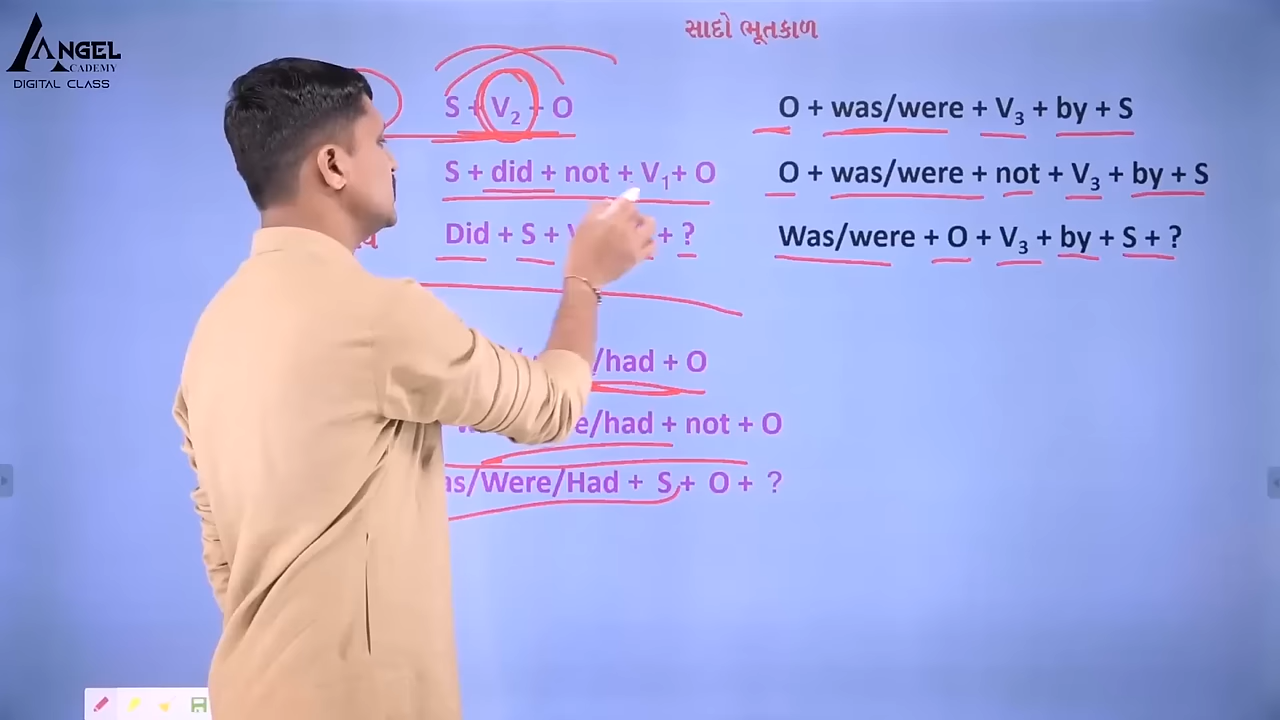 ANGEL
ACADEMY
DIGITAL CLASS
સાદો ભૂતકાળ
S + V₂ + O
O + was/were + V₃ + by + S
S + did + not + V₁ + O
O + was/were + not + V₃ + by + S
Did + S + + ?
Was/were + O + V₃ + by + S + ?
/had + O
/had + not + O
/Were/Had + S + O + ?